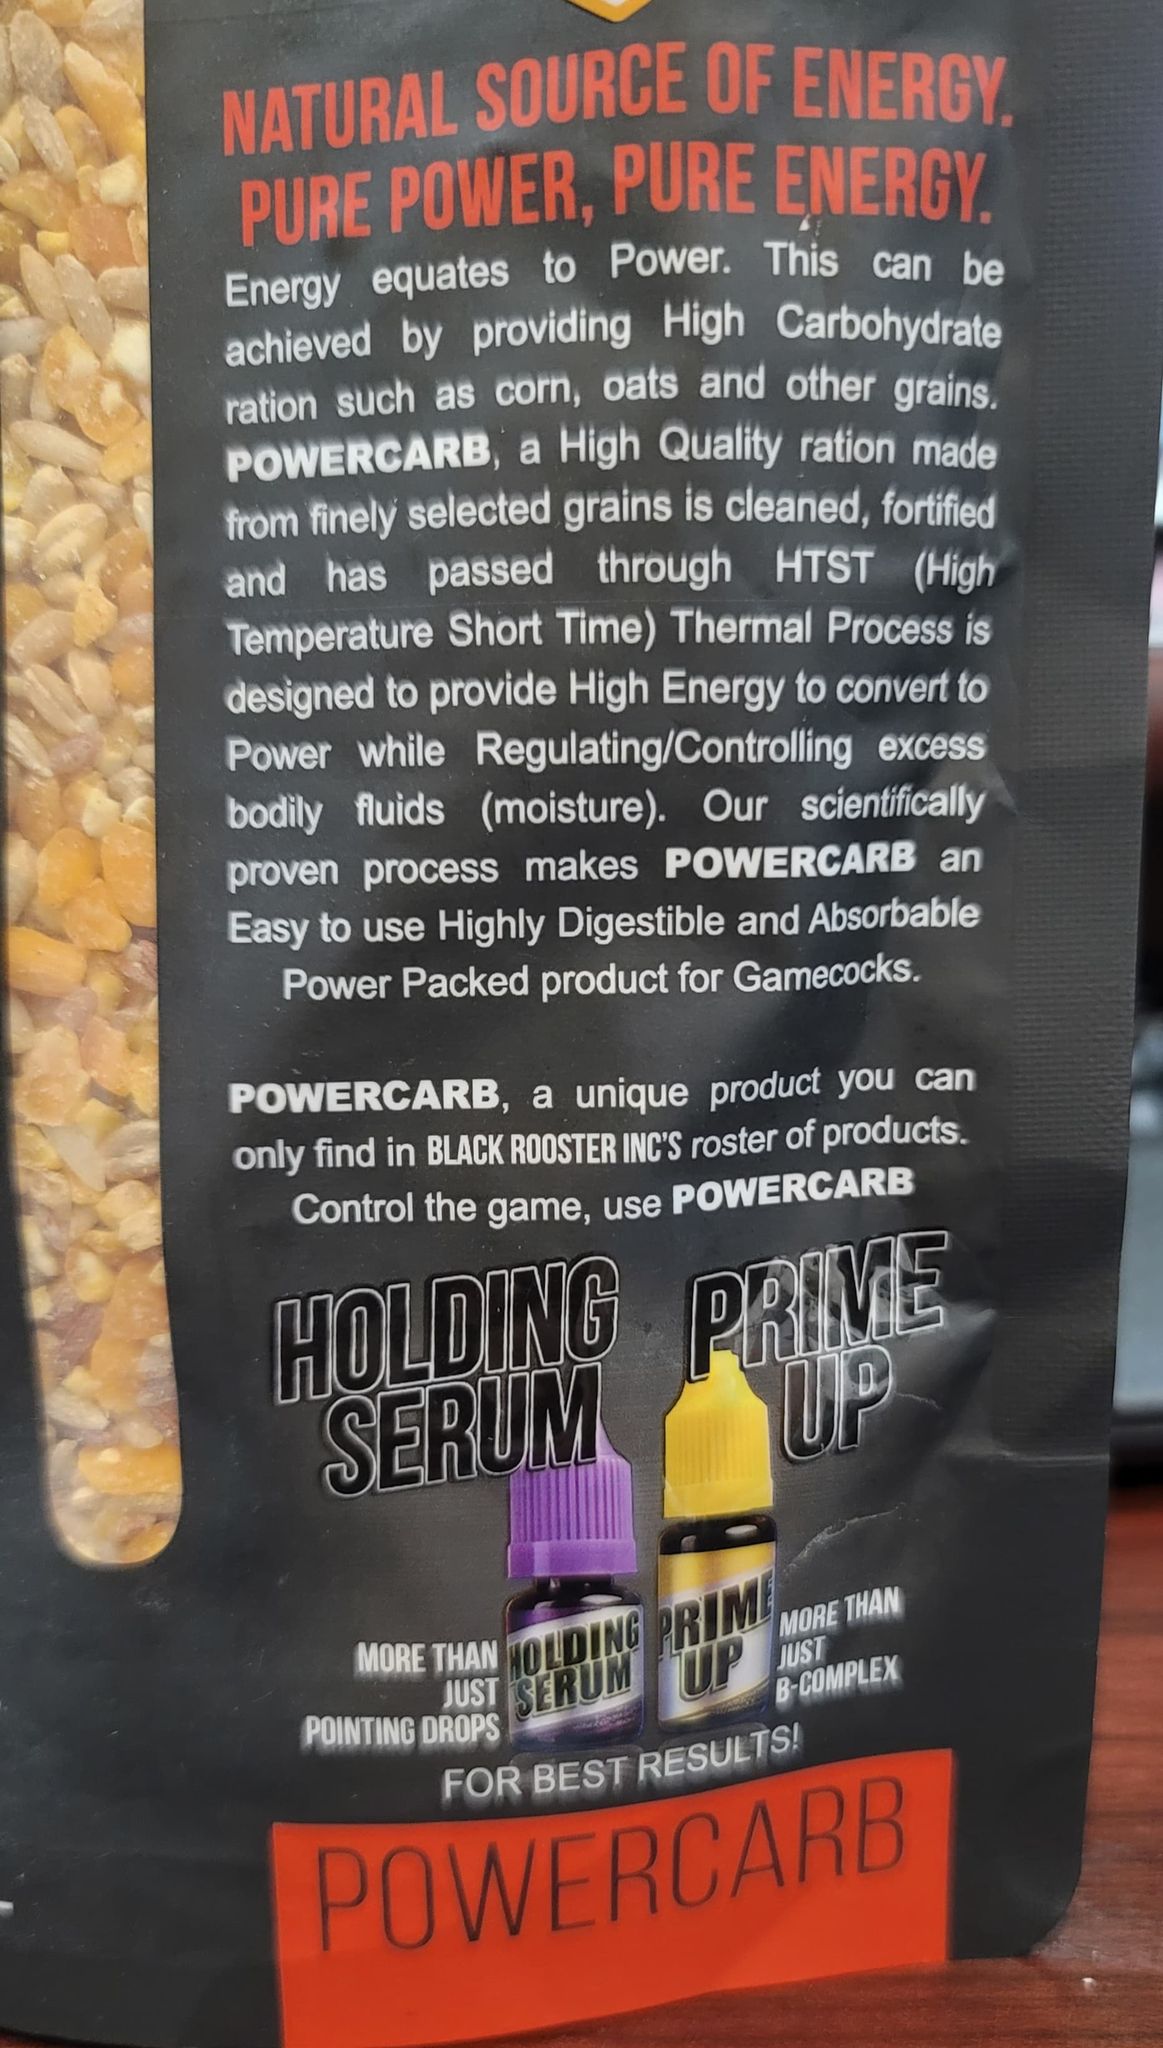 NATURAL SOURCE OF ENERGY.
PURE POWER, PURE ENERGY.
Energy equates to Power. This can be
achieved by providing High Carbohydrate
ration such as corn, oats and other grains.
POWERCARB, a High Quality ration made
from finely selected grains is cleaned, fortified
and has passed through HTST (High
Temperature Short Time) Thermal Process is
designed to provide High Energy to convert to
Power while Regulating/Controlling excess
bodily fluids (moisture). Our scientifically
proven process makes POWERCARB an
Easy to use Highly Digestible and Absorbable
Power Packed product for Gamecocks.
POWERCARB, a unique product you can
only find in BLACK ROOSTER INC'S roster of products.
Control the game, use POWERCARB
HOLDING
SERUM
PRIME
UP
MORE THAN
JUST
POINTING DROPS
HOLDING
SERUM
PRIME
UP
MORE THAN
JUST
B-COMPLEX
FOR BEST RESULTS!
POWERCARB